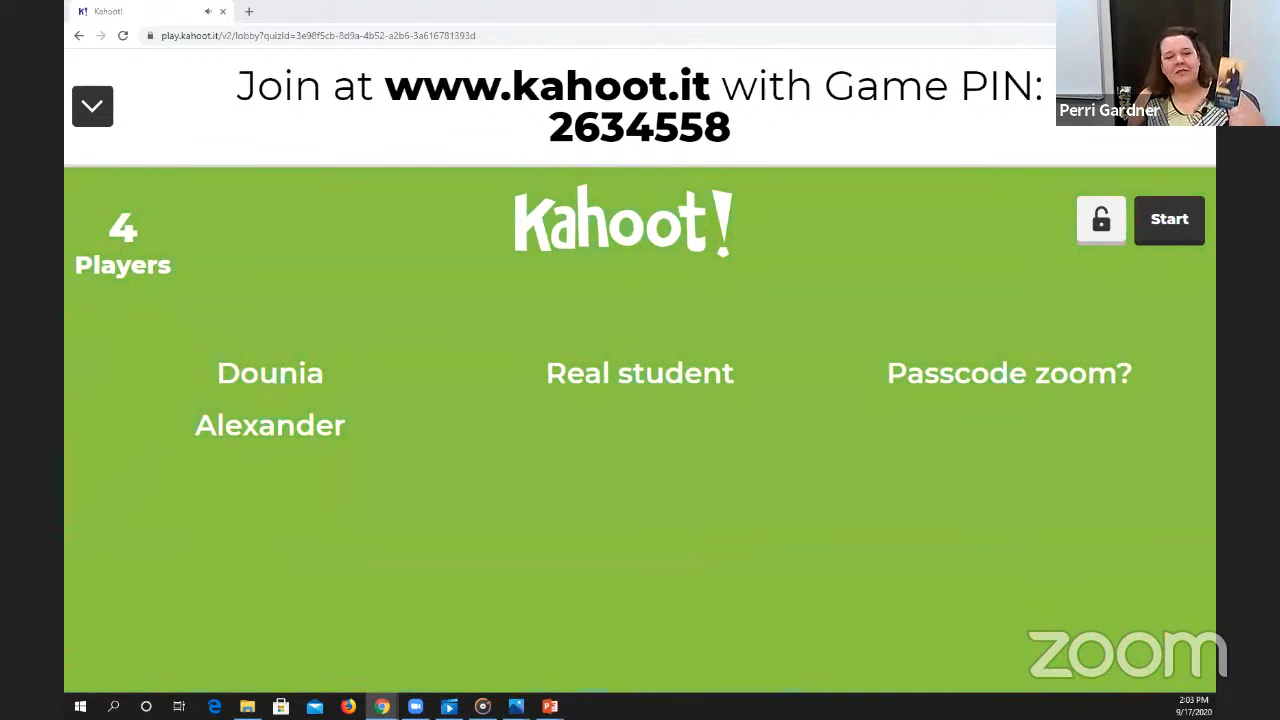 Kahoot!
play.kahoot.it/v2/lobby?quizId=3e98f5cb-8d9a-4b52-a2b6-3a616781393d
Join at www.kahoot.it with Game PIN:
2634558
Perri Gardner
4
Players
Kahoot!
Start
Dounia
Real student
Passcode zoom?
Alexander
zoom
2:03 PM
9/17/2020